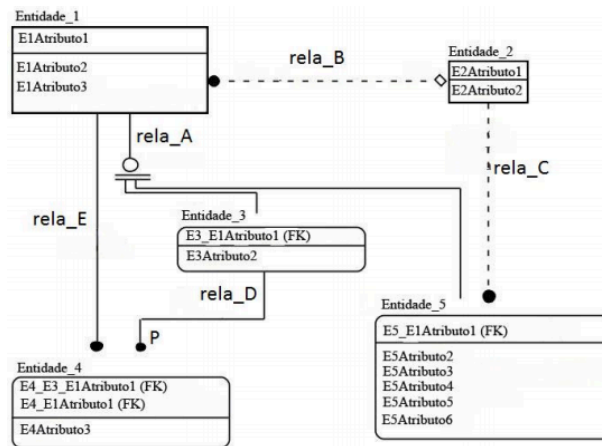 Entidade_1
E1Atributo1
E1Atributo2
E1Atributo3
rela_B
Entidade_2
E2Atributo1
E2Atributo2
rela_A
rela_C
rela_E
Entidade_3
E3_E1Atributo1 (FK)
E3Atributo2
rela_D
P
Entidade_5
E5_E1Atributo1 (FK)
E5Atributo2
E5Atributo3
E5Atributo4
E5Atributo5
E5Atributo6
Entidade_4
E4_E3_E1Atributo1 (FK)
E4_E1Atributo1 (FK)
E4Atributo3